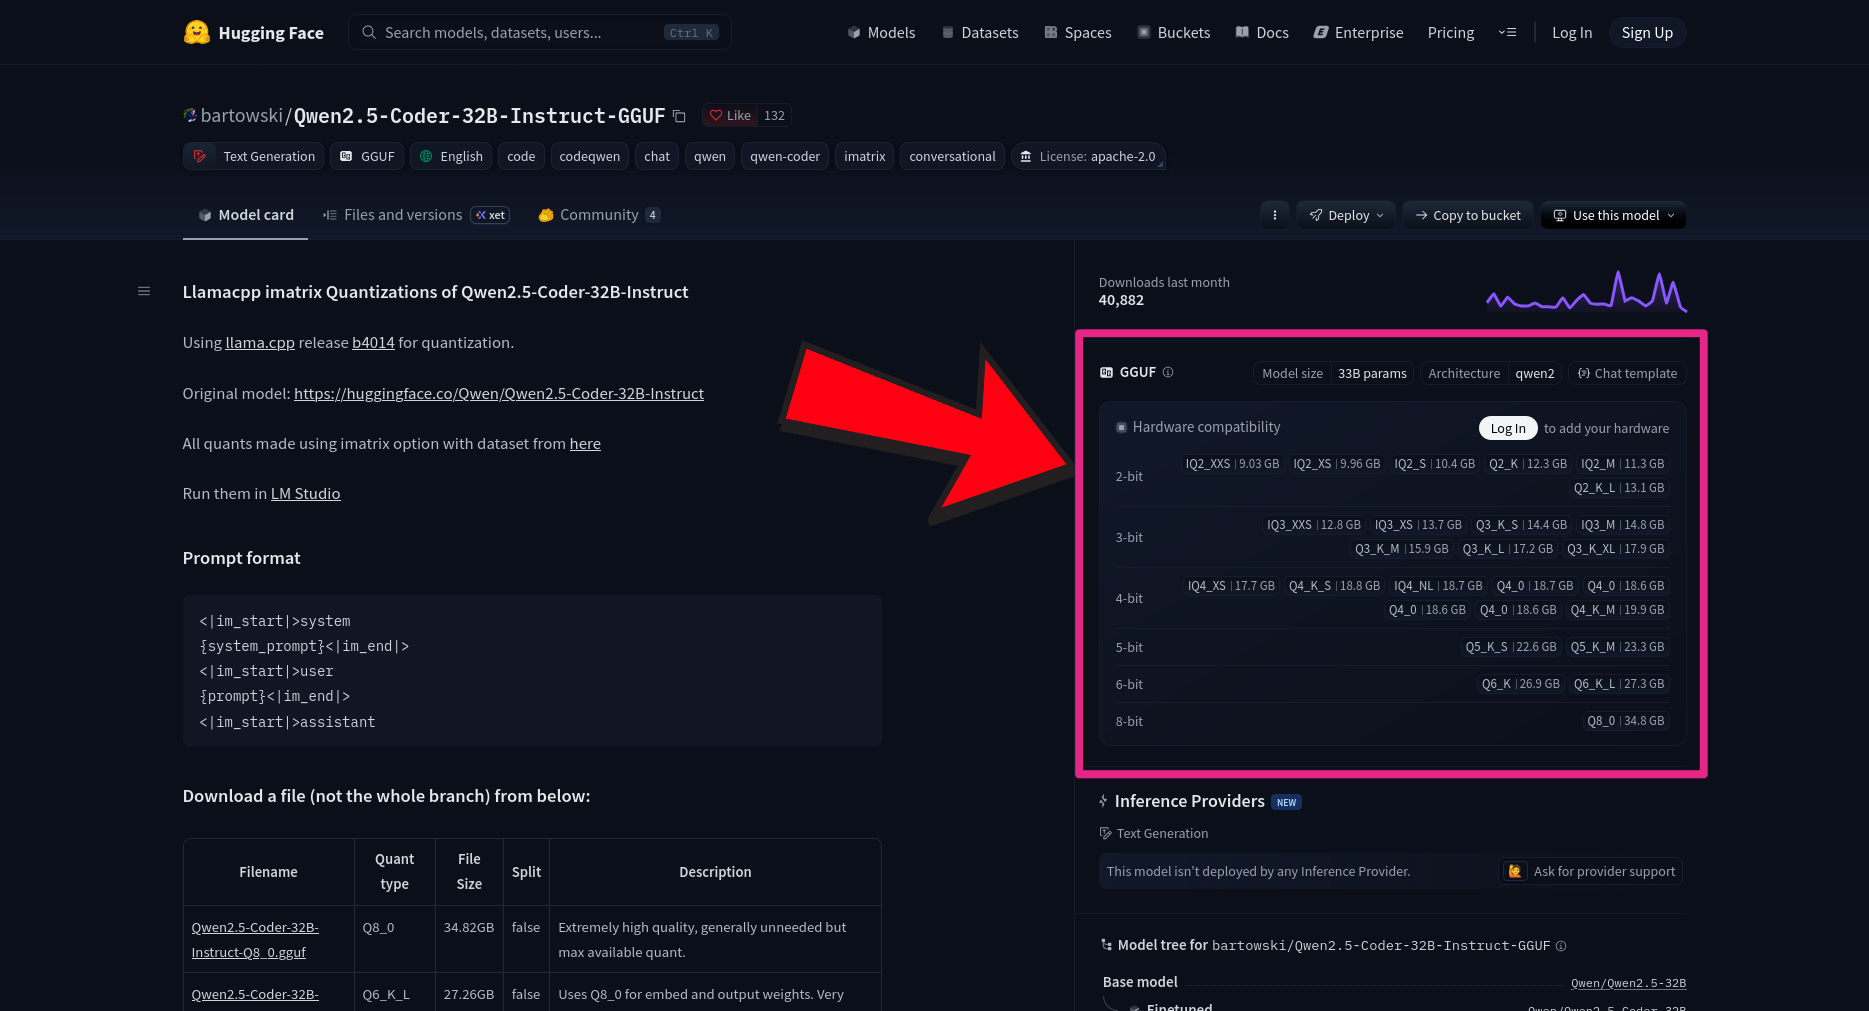 Hugging Face
Search models, datasets, users...
Ctrl K
Models
Datasets
Spaces
Buckets
Docs
Enterprise
Pricing
Log In
Sign Up
bartowski/Qwen2.5-Coder-32B-Instruct-GGUF
Like 132
Text Generation
GGUF
English
code
codeqwen
chat
qwen
qwen-coder
imatrix
conversational
License: apache-2.0
Model card
Files and versions
xet
Community 4
Deploy
Copy to bucket
Use this model
Llamacpp imatrix Quantizations of Qwen2.5-Coder-32B-Instruct
Using llama.cpp release b4014 for quantization.
Original model: https://huggingface.co/Qwen/Qwen2.5-Coder-32B-Instruct
All quants made using imatrix option with dataset from here
Run them in LM Studio
Prompt format
<|im_start|>system
{system_prompt}<|im_end|>
<|im_start|>user
{prompt}<|im_end|>
<|im_start|>assistant
Download a file (not the whole branch) from below:
Filename
Quant type
File Size
Split
Description
Qwen2.5-Coder-32B-
Instruct-Q8_0.gguf
Q8_0
34.82GB
false
Extremely high quality, generally unneeded but
max available quant.
Qwen2.5-Coder-32B-
Q6_K_L
27.26GB
false
Uses Q8_0 for embed and output weights. Very
Downloads last month
40,882
GGUF
Model size 33B params
Architecture qwen2
Chat template
Hardware compatibility
Log In to add your hardware
2-bit
IQ2_XXS 9.03 GB IQ2_XS 9.96 GB IQ2_S 10.4 GB Q2_K 12.3 GB IQ2_M 11.3 GB
Q2_K_L 13.1 GB
3-bit
IQ3_XXS 12.8 GB IQ3_XS 13.7 GB Q3_K_S 14.4 GB IQ3_M 14.8 GB
Q3_K_M 15.9 GB Q3_K_L 17.2 GB Q3_K_XL 17.9 GB
4-bit
IQ4_XS 17.7 GB Q4_K_S 18.8 GB IQ4_NL 18.7 GB Q4_0 18.7 GB Q4_0 18.6 GB
Q4_0 18.6 GB Q4_0 18.6 GB Q4_K_M 19.9 GB
5-bit
Q5_K_S 22.6 GB Q5_K_M 23.3 GB
6-bit
Q6_K 26.9 GB Q6_K_L 27.3 GB
8-bit
Q8_0 34.8 GB
Inference Providers NEW
Text Generation
This model isn't deployed by any Inference Provider.
Ask for provider support
Model tree for bartowski/Qwen2.5-Coder-32B-Instruct-GGUF
Base model
Qwen/Qwen2.5-32B
Finetuned
Qwen/Qwen2.5-Coder-32B